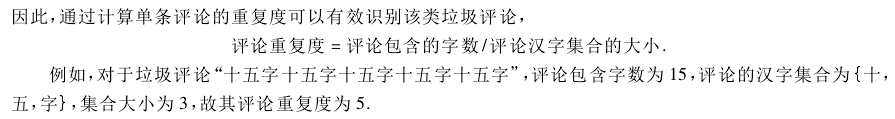 因此,通过计算单条评论的重复度可以有效识别该类垃圾评论,
评论重复度=评论包含的字数/评论汉字集合的大小.
例如,对于垃圾评论“十五字十五字十五字十五字十五字”,评论包含字数为15,评论的汉字集合为{十,
五,字},集合大小为3,故其评论重复度为5.